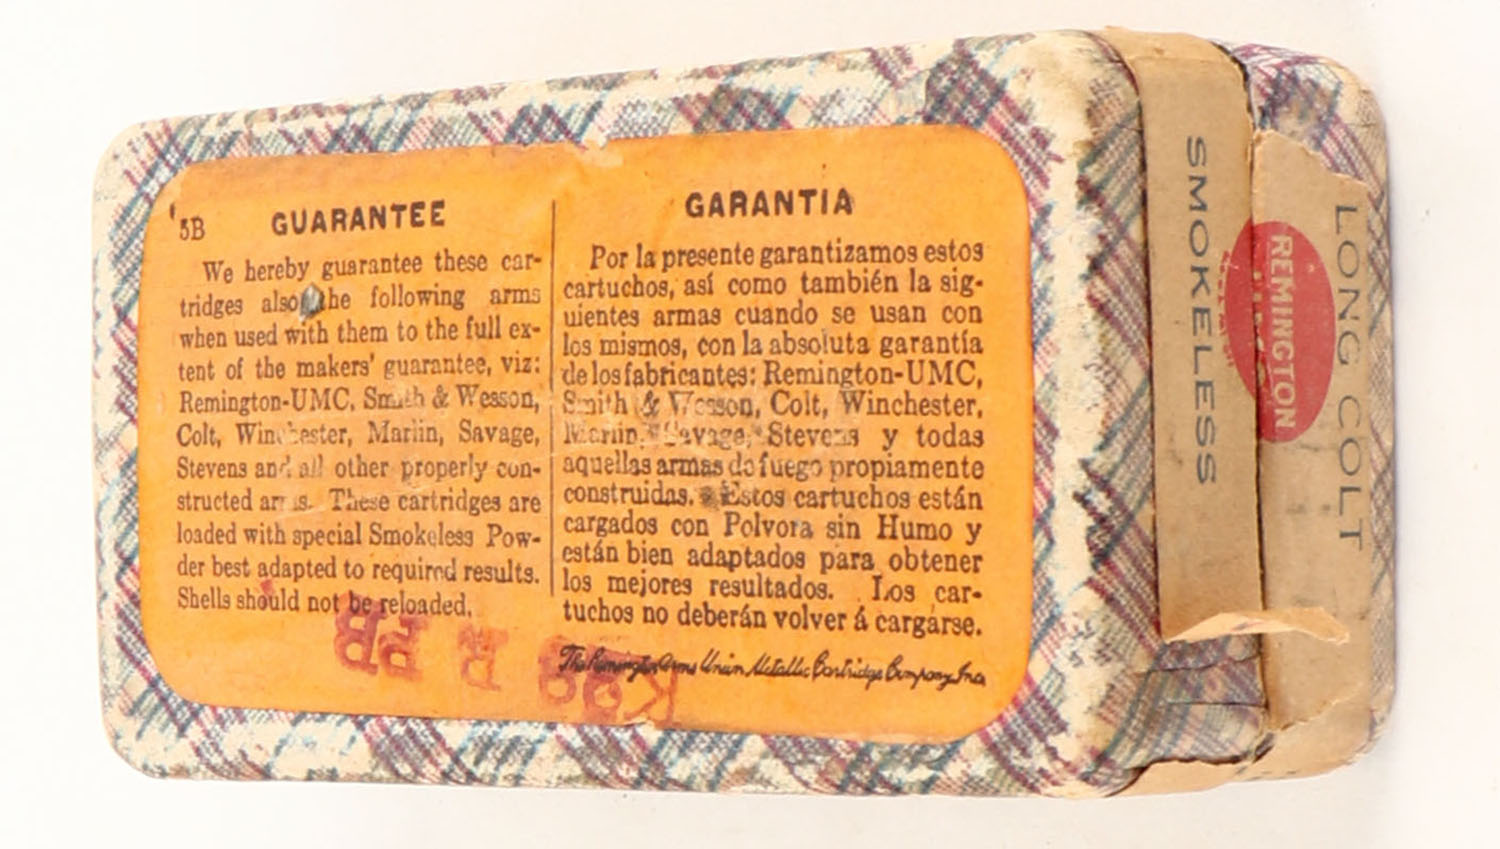 5B
GUARANTEE
We hereby guarantee these car-
tridges also the following arms
when used with them to the full ex-
tent of the makers' guarantee, viz:
Remington-UMC, Smith & Wesson,
Colt, Winchester, Marlin, Savage,
Stevens and all other properly con-
structed arms. These cartridges are
loaded with special Smokeless Pow-
der best adapted to required results.
Shells should not be reloaded.
GARANTIA
Por la presente garantizamos estos
cartuchos, así como también la sig-
uientes armas cuando se usan con
los mismos, con la absoluta garantía
de los fabricantes: Remington-UMC,
Smith & Wesson, Colt, Winchester,
Marlin, Savage, Stevens y todas
aquellas armas de fuego propiamente
construidas. Estos cartuchos están
cargados con Polvora sin Humo y
están bien adaptados para obtener
los mejores resultados. Los car-
tuchos no deberán volver á cargarse.
The Remington Arms Union Metallic Cartridge Company, Inc.
SMOKELESS
REMINGTON
LONG COLT